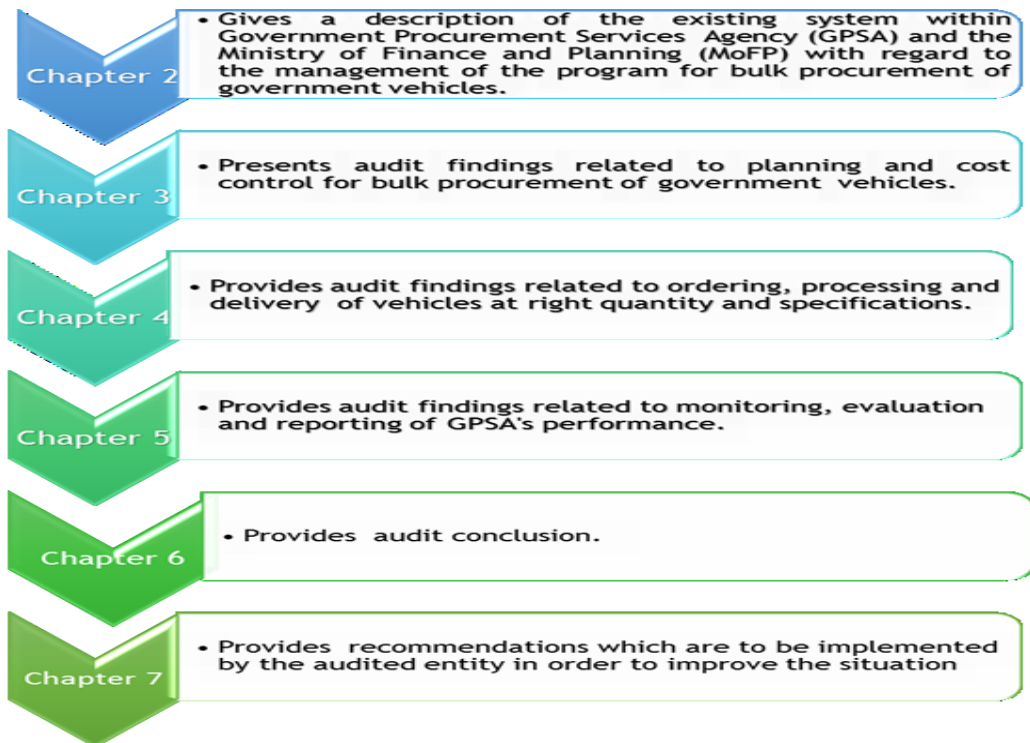 Chapter 2
• Gives a description of the existing system within
Government Procurement Services Agency (GPSA) and the
Ministry of Finance and Planning (MoFP) with regard to
the management of the program for bulk procurement of
government vehicles.
Chapter 3
• Presents audit findings related to planning and cost
control for bulk procurement of government vehicles.
Chapter 4
• Provides audit findings related to ordering, processing and
delivery of vehicles at right quantity and specifications.
Chapter 5
• Provides audit findings related to monitoring, evaluation
and reporting of GPSA's performance.
Chapter 6
• Provides audit conclusion.
Chapter 7
• Provides recommendations which are to be implemented
by the audited entity in order to improve the situation